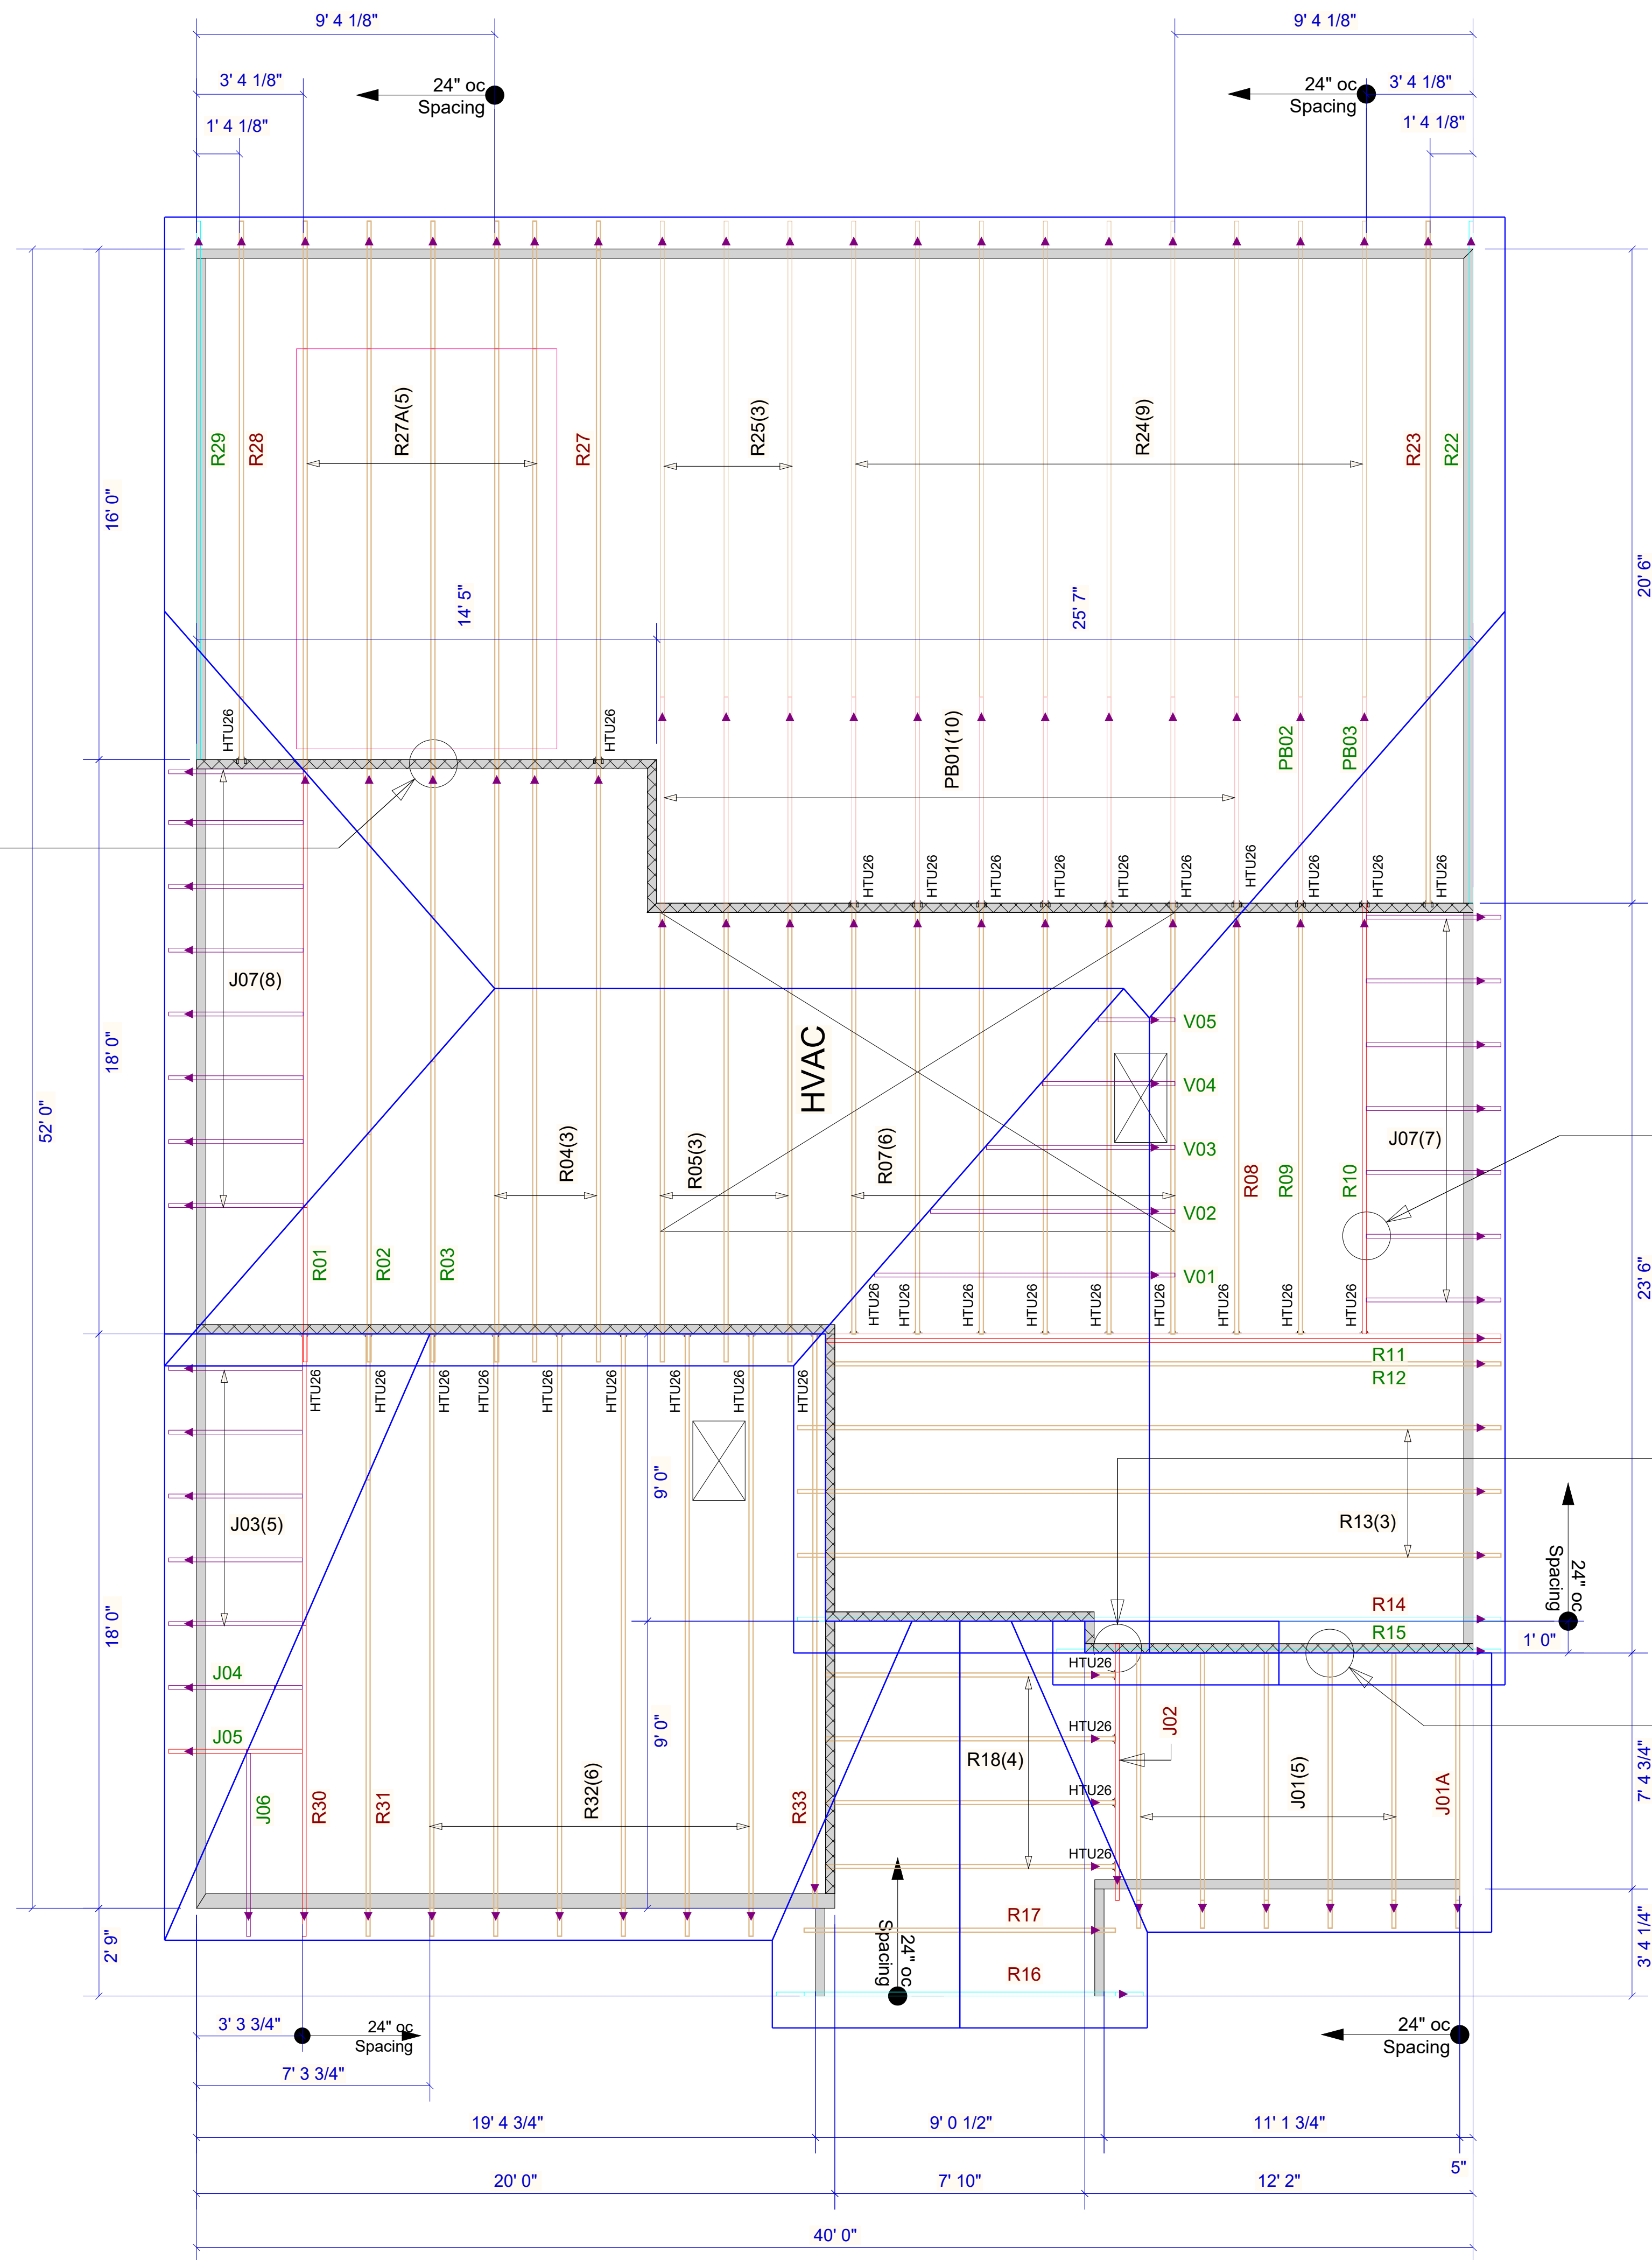 9' 4 1/8"
9' 4 1/8"
3' 4 1/8"
24" oc
Spacing
24" oc
Spacing
3' 4 1/8"
1' 4 1/8"
1' 4 1/8"
R29
R28
R27A(5)
R27
R25(3)
R24(9)
R23
R22
16' 0"
20' 6"
14' 5"
25' 7"
HTU26
HTU26
PB01(10)
PB02
PB03
HTU26
HTU26
HTU26
HTU26
HTU26
HTU26
HTU26
HTU26
HTU26
HTU26
J07(8)
18' 0"
52' 0"
HVAC
V05
V04
V03
V02
V01
J07(7)
R04(3)
R05(3)
R07(6)
R08
R09
R10
R01
R02
R03
23' 6"
HTU26
HTU26
HTU26
HTU26
HTU26
HTU26
HTU26
HTU26
HTU26
R11
R12
HTU26
HTU26
HTU26
HTU26
HTU26
HTU26
HTU26
HTU26
HTU26
J03(5)
9' 0"
R13(3)
24" oc
Spacing
18' 0"
R14
R15
1' 0"
J04
HTU26
J05
9' 0"
HTU26
J02
R18(4)
HTU26
HTU26
J01(5)
J01A
7' 4 3/4"
J06
R30
R31
R32(6)
R33
2' 9"
R17
24" oc
Spacing
R16
3' 4 1/4"
3' 3 3/4"
24" oc
Spacing
24" oc
Spacing
7' 3 3/4"
19' 4 3/4"
9' 0 1/2"
11' 1 3/4"
5"
20' 0"
7' 10"
12' 2"
40' 0"